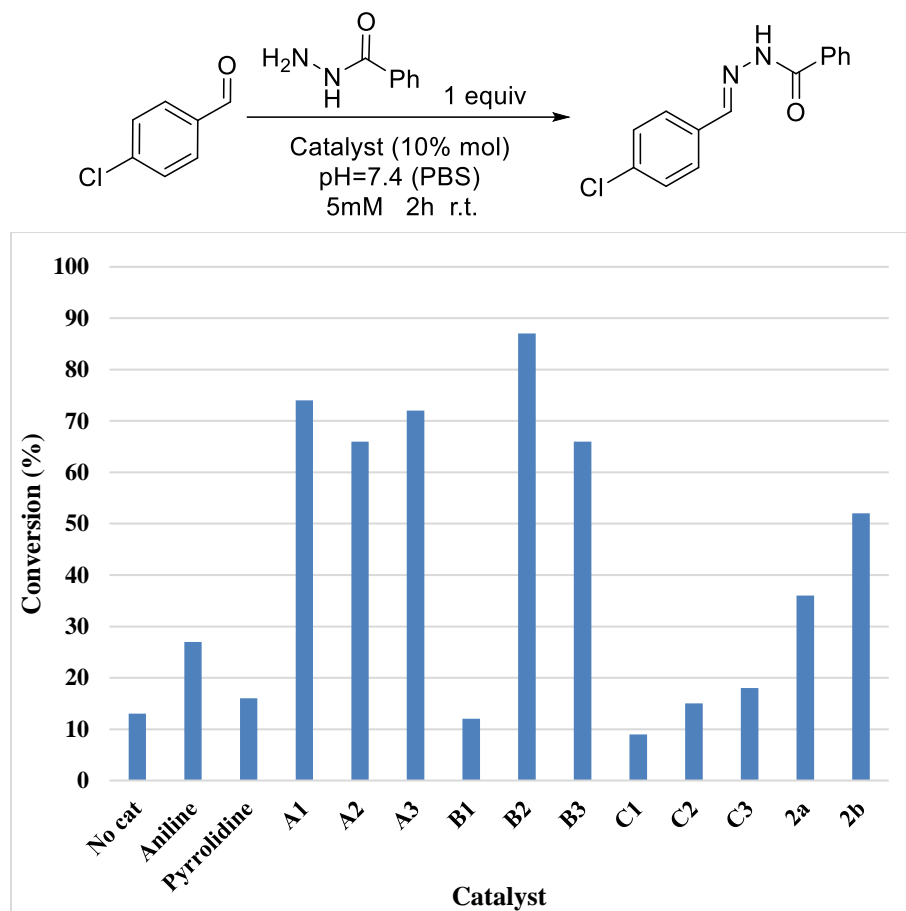 O
H₂N
N
H
O
Ph
1 equiv
Cl
Catalyst (10% mol)
pH=7.4 (PBS)
5mM 2h r.t.
N
H
N
O
Ph
Cl
100
90
80
70
60
50
40
30
20
10
0
Conversion (%)
No cat
Aniline
Pyrrolidine
A1
A2
A3
B1
B2
B3
C1
C2
C3
2a
2b
Catalyst